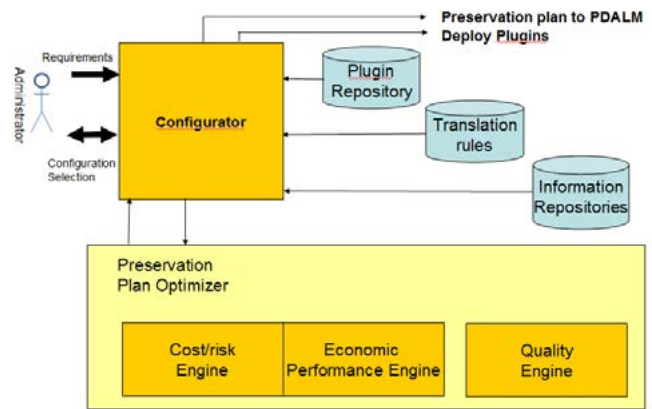 Preservation plan to PDALM
Deploy Plugins
Requirements
Administrator
Configurator
Configuration
Selection
Plugin
Repository
Translation
rules
Information
Repositories
Preservation
Plan Optimizer
Cost/risk
Engine
Economic
Performance Engine
Quality
Engine